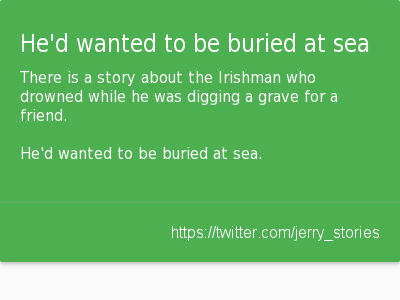 He'd wanted to be buried at sea
There is a story about the Irishman who
drowned while he was digging a grave for a
friend.
He'd wanted to be buried at sea.
https://twitter.com/jerry_stories